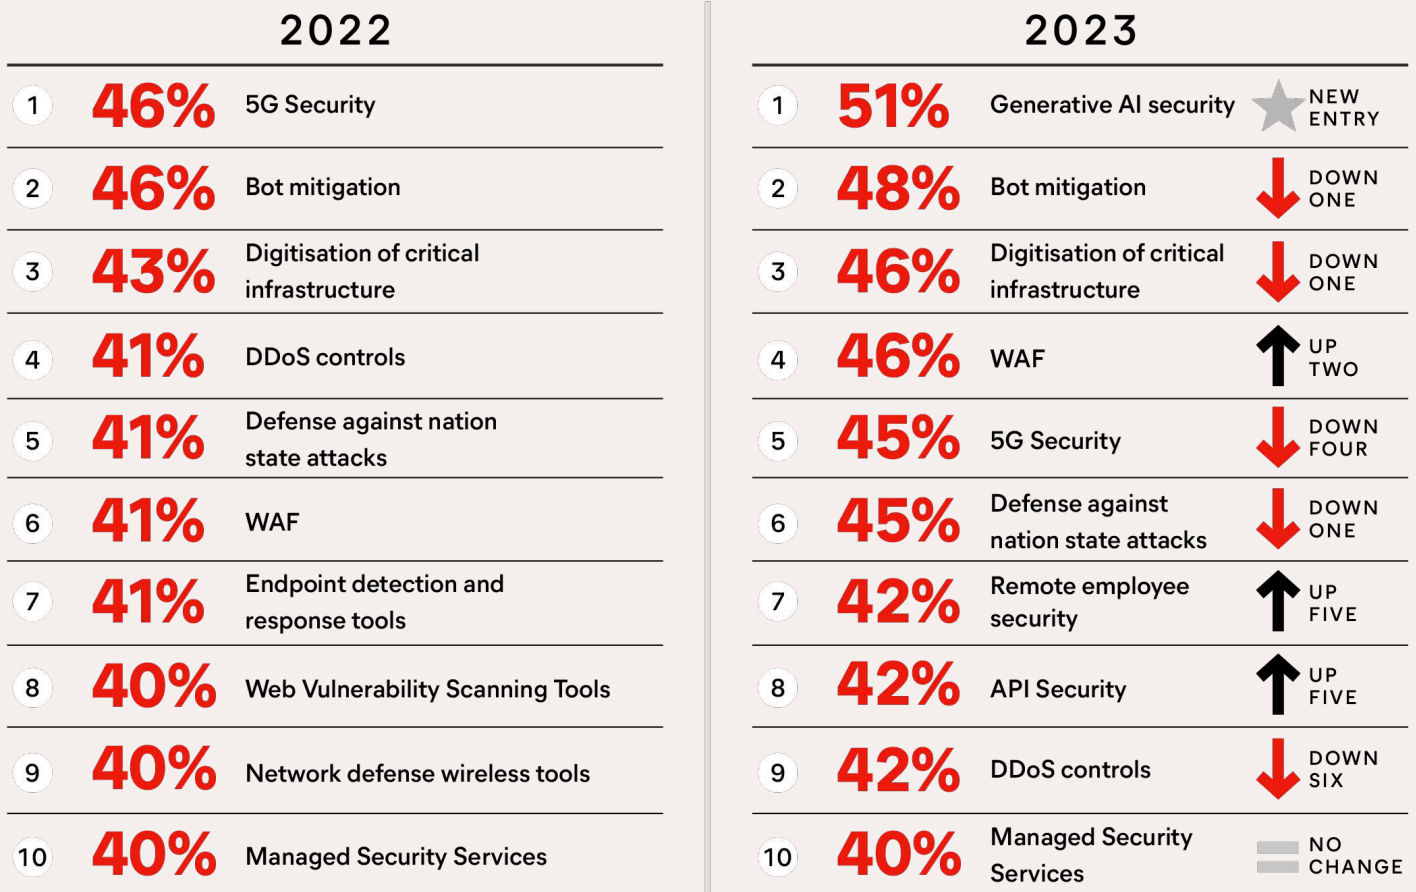 2022
1 46% 5G Security
2 46% Bot mitigation
3 43% Digitisation of critical
infrastructure
4 41% DDoS controls
5 41% Defense against nation
state attacks
6 41% WAF
7 41% Endpoint detection and
response tools
8 40% Web Vulnerability Scanning Tools
9 40% Network defense wireless tools
10 40% Managed Security Services
2023
1 51% Generative AI security NEW
ENTRY
2 48% Bot mitigation DOWN
ONE
3 46% Digitisation of critical
infrastructure
DOWN
ONE
4 46% WAF UP
TWO
5 45% 5G Security DOWN
FOUR
6 45% Defense against
nation state attacks
DOWN
ONE
7 42% Remote employee
security
UP
FIVE
8 42% API Security UP
FIVE
9 42% DDoS controls DOWN
SIX
10 40% Managed Security
Services
NO
CHANGE